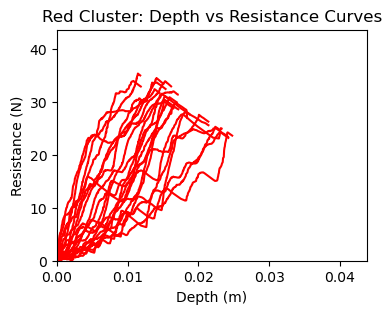 Red Cluster: Depth vs Resistance Curves
40
30
20
10
0
Resistance (N)
0.00 0.01 0.02 0.03 0.04
Depth (m)